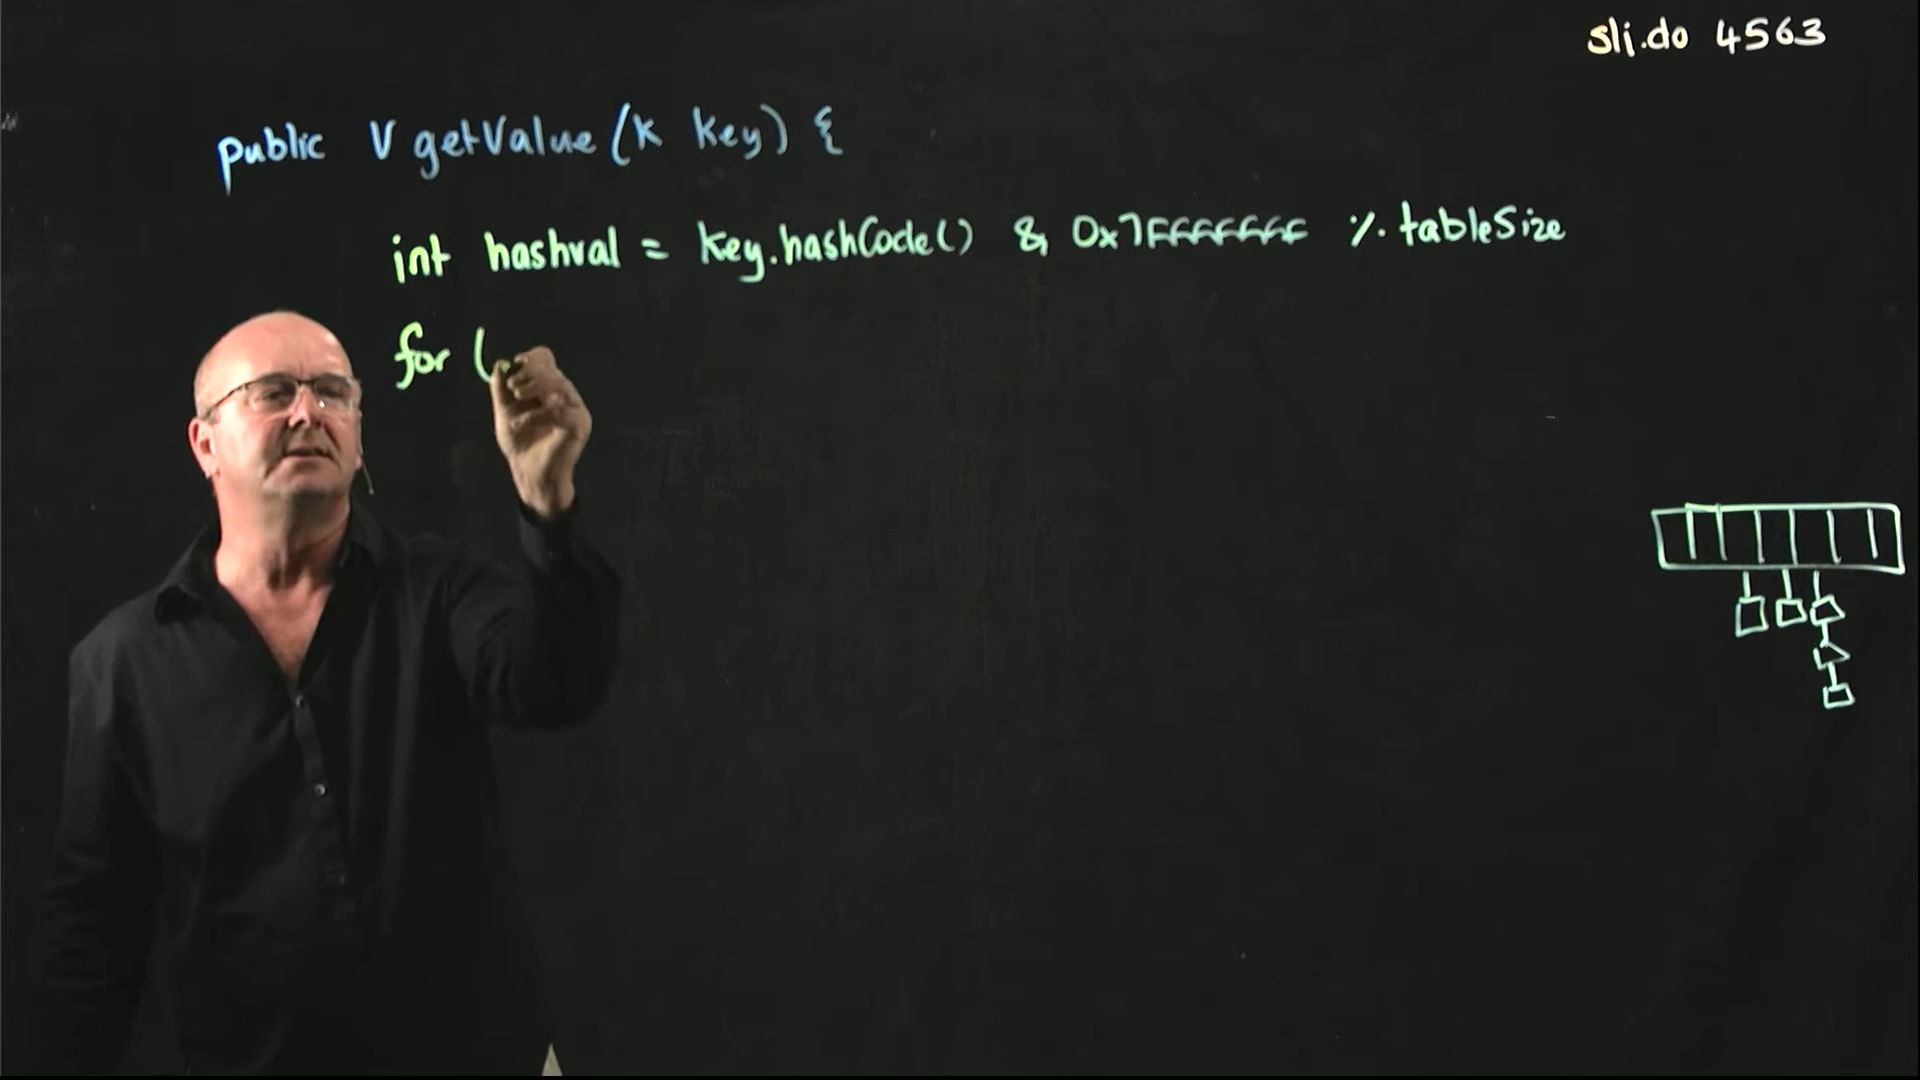 sli.do 4563
public V getValue(K key) {
int hashval = key.hashCode() & 0x7FFFFFFF % tableSize
for (